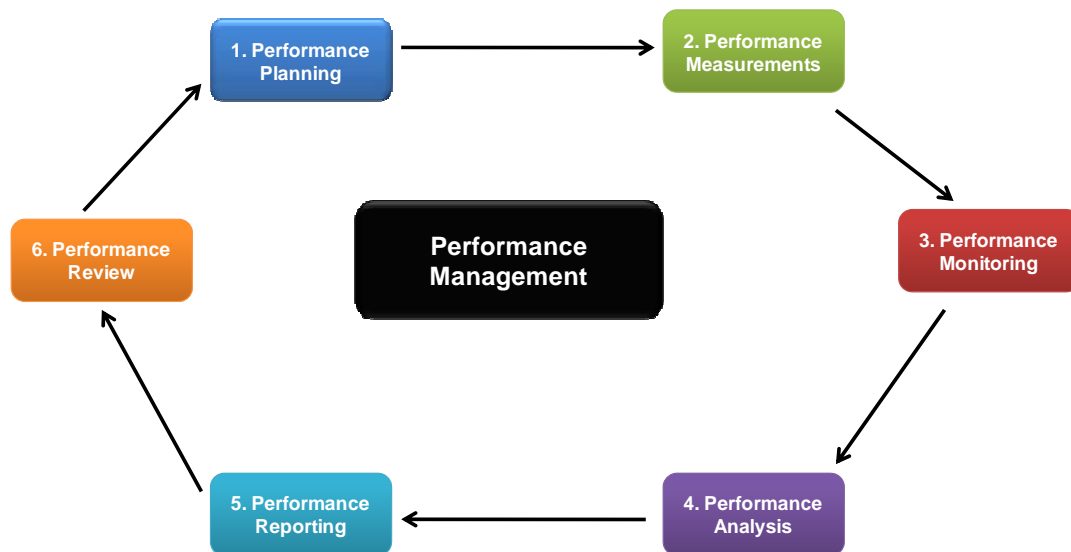 1. Performance
Planning
2. Performance
Measurements
3. Performance
Monitoring
4. Performance
Analysis
5. Performance
Reporting
6. Performance
Review
Performance
Management